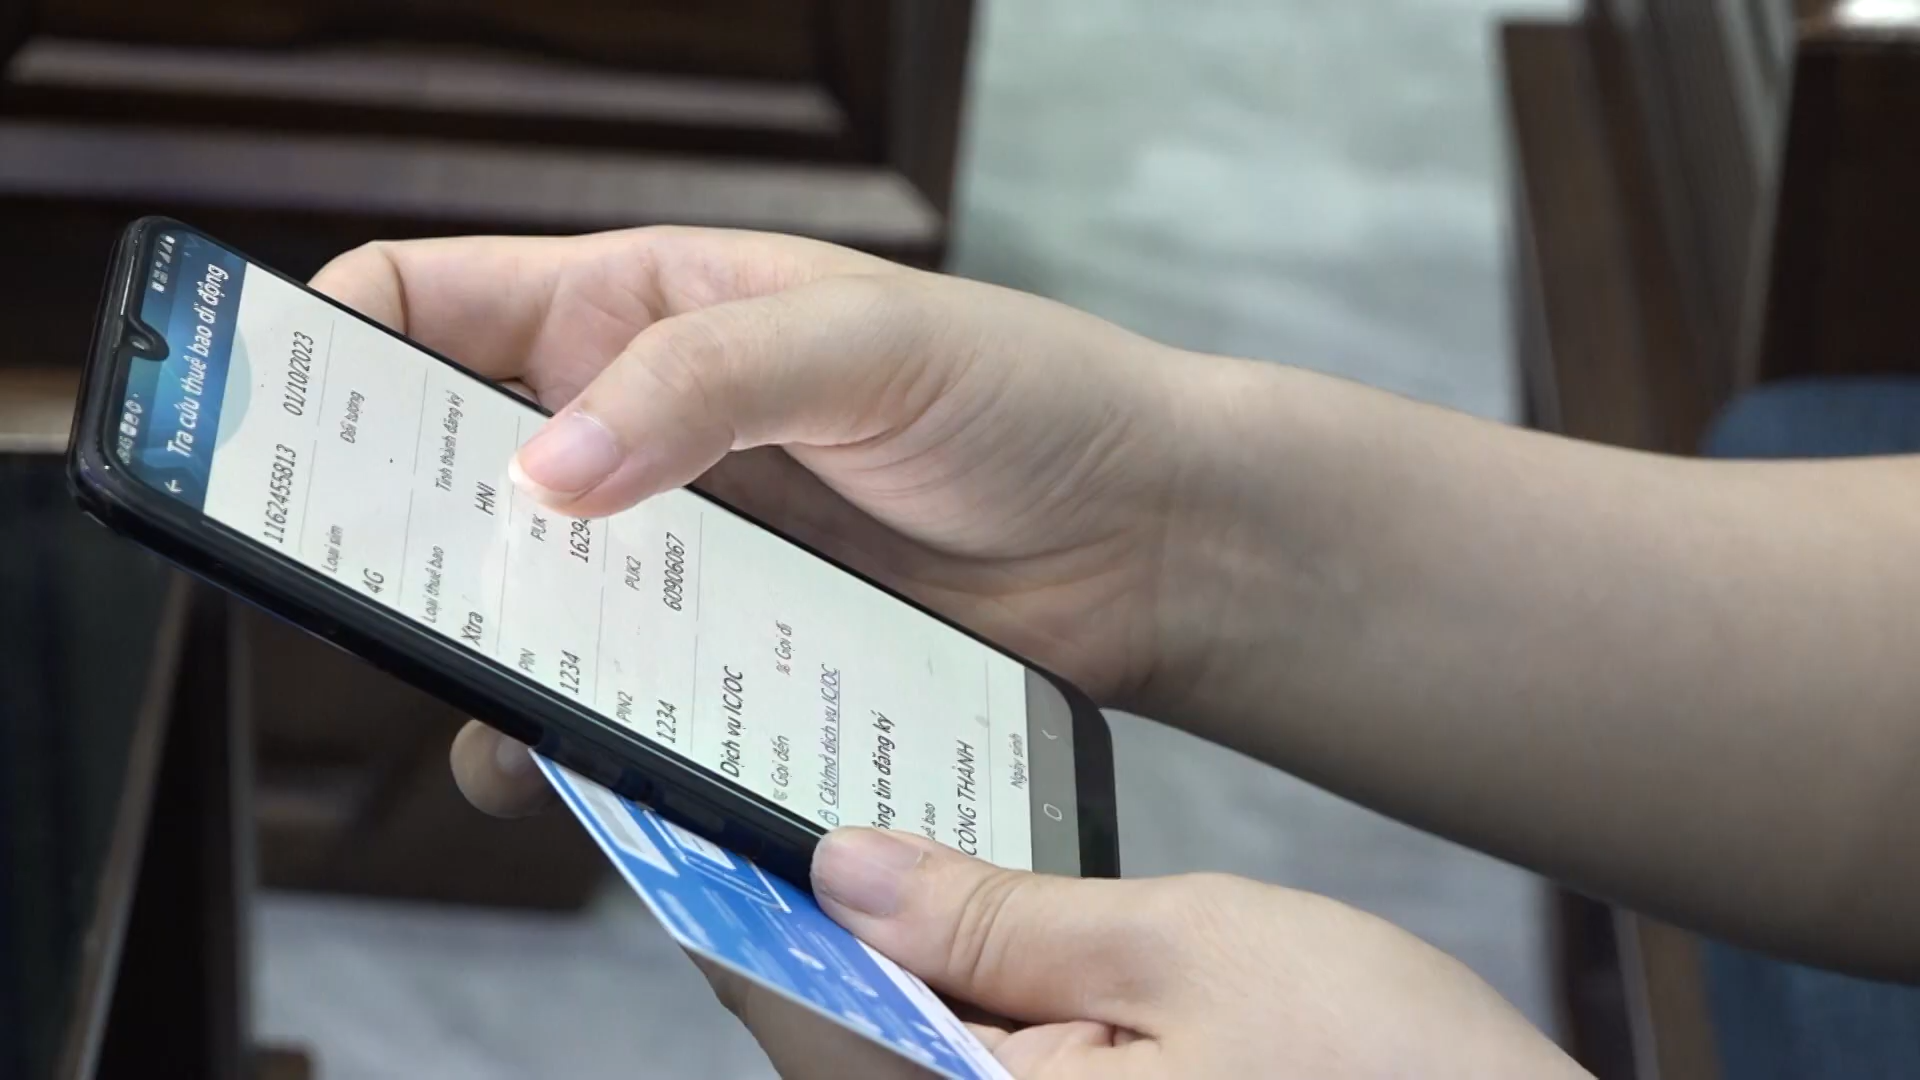 Tra cứu thuê bao di động
1162455813 01/10/2023
Loại sim Đối tượng
4G
Loại thuê bao Tỉnh thành đăng ký
Xtra HNI
PIN PUK
1234 1629
PIN2 PUK2
1234 60906067
Dịch vụ IC/OC
Gọi đến Gọi đi
Cắt/mở dịch vụ IC/OC
tin đăng ký
bao
CÔNG THÀNH
Ngày sinh